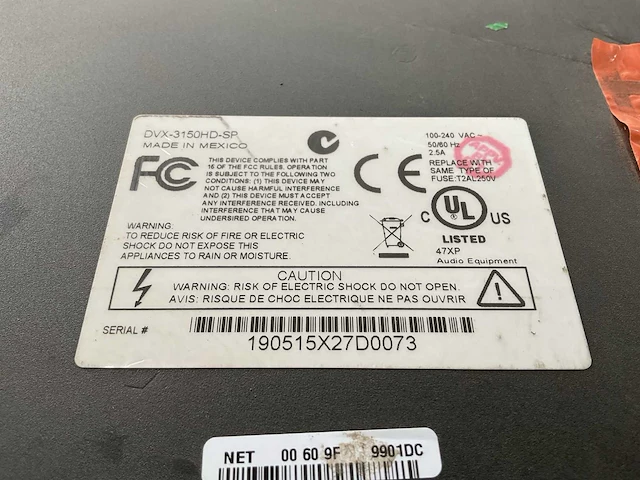 DVX-3150HD-SP
MADE IN MEXICO
FC
THIS DEVICE COMPLIES WITH PART
15 OF THE FCC RULES. OPERATION
IS SUBJECT TO THE FOLLOWING TWO
CONDITIONS: (1) THIS DEVICE MAY
NOT CAUSE HARMFUL INTERFERENCE
AND (2) THIS DEVICE MUST ACCEPT
ANY INTERFERENCE RECEIVED. INCLUDING
INTERFERENCE THAT MAY CAUSE
UNDERSIRED OPERATION.
WARNING:
TO REDUCE RISK OF FIRE OR ELECTRIC
SHOCK DO NOT EXPOSE THIS
APPLIANCES TO RAIN OR MOISTURE.
CE
100-240 VAC~
50/60 Hz
2.5A
REPLACE WITH
SAME TYPE OF
FUSE:T2AL250V
C UL US
LISTED
47XP
Audio Equipment
CAUTION
WARNING: RISK OF ELECTRIC SHOCK DO NOT OPEN.
AVIS: RISQUE DE CHOC ELECTRIQUE NE PAS OUVRIR
SERIAL #
190515X27D0073
NET 00 60 9F 9901DC